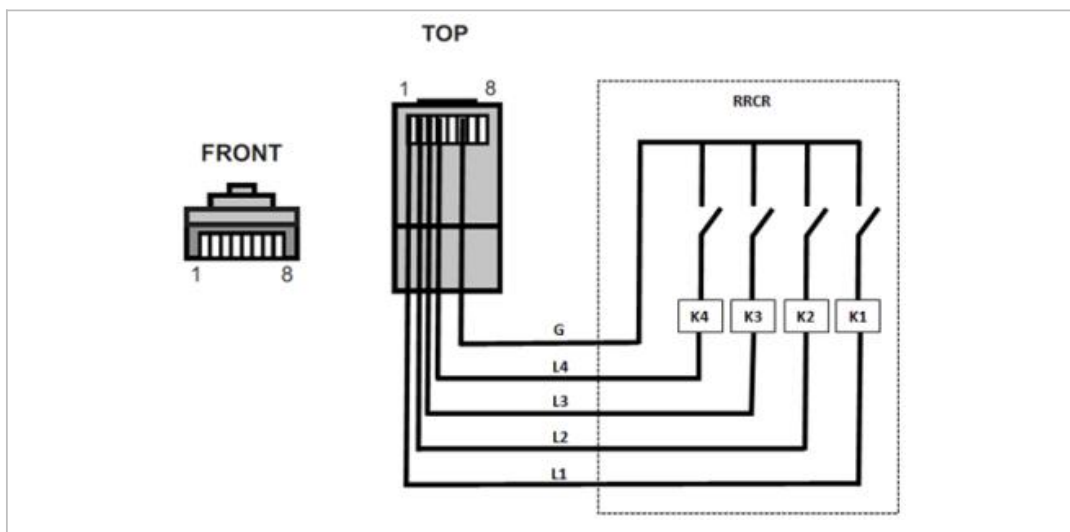 TOP
1 8
RRCR
FRONT
1 8
K4 K3 K2 K1
G
L4
L3
L2
L1